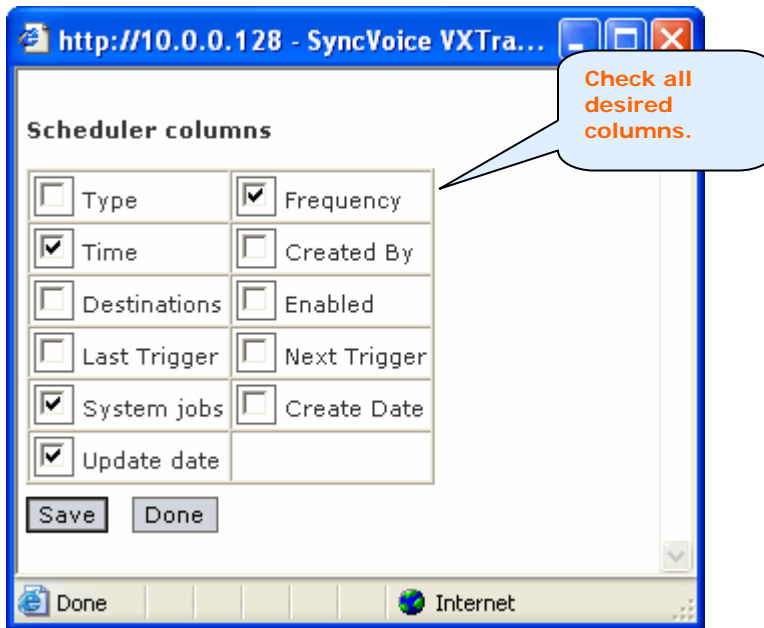 http://10.0.0.128 - SyncVoice VXTra...
Check all
desired
columns.
Scheduler columns
Type Frequency
Time Created By
Destinations Enabled
Last Trigger Next Trigger
System jobs Create Date
Update date
Save Done
Done Internet